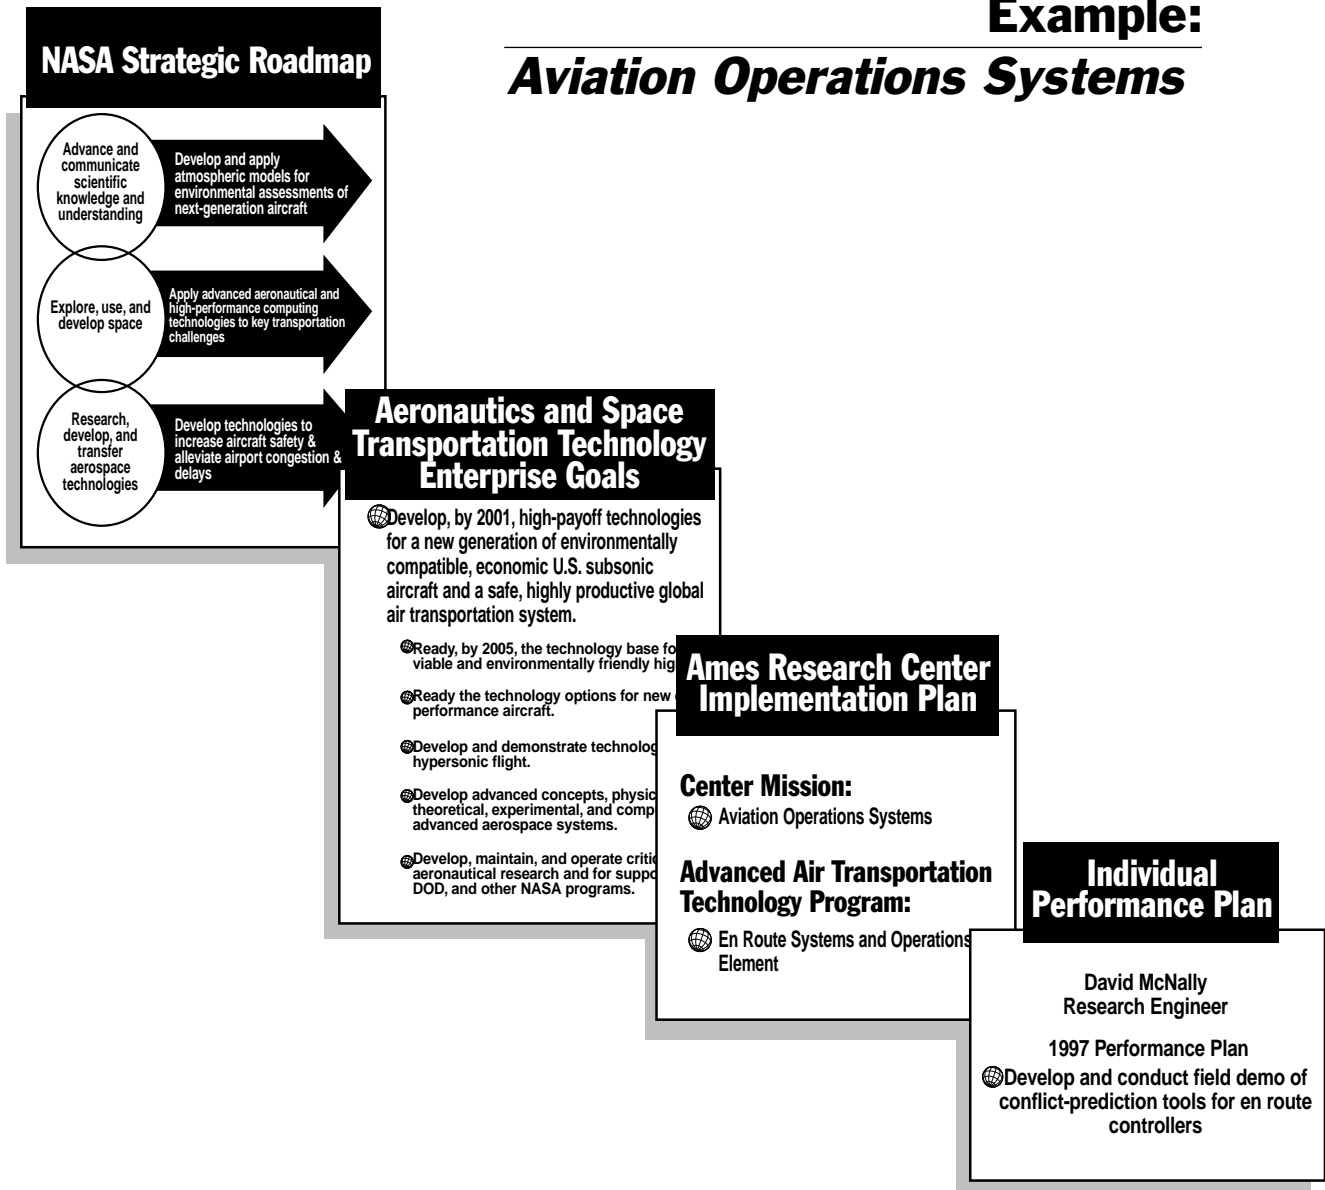 Example:
Aviation Operations Systems
NASA Strategic Roadmap
Advance and
communicate
scientific
knowledge and
understanding
Develop and apply
atmospheric models for
environmental assessments of
next-generation aircraft
Explore, use, and
develop space
Apply advanced aeronautical and
high-performance computing
technologies to key transportation
challenges
Research,
develop, and
transfer
aerospace
technologies
Develop technologies to
increase aircraft safety &
alleviate airport congestion &
delays
Aeronautics and Space
Transportation Technology
Enterprise Goals
Develop, by 2001, high-payoff technologies
for a new generation of environmentally
compatible, economic U.S. subsonic
aircraft and a safe, highly productive global
air transportation system.
Ready, by 2005, the technology base fo
viable and environmentally friendly hig
Ready the technology options for new
performance aircraft.
Develop and demonstrate technolog
hypersonic flight.
Develop advanced concepts, physic
theoretical, experimental, and comp
advanced aerospace systems.
Develop, maintain, and operate critic
aeronautical research and for suppo
DOD, and other NASA programs.
Ames Research Center
Implementation Plan
Center Mission:
Aviation Operations Systems
Advanced Air Transportation
Technology Program:
En Route Systems and Operations
Element
Individual
Performance Plan
David McNally
Research Engineer
1997 Performance Plan
Develop and conduct field demo of
conflict-prediction tools for en route
controllers